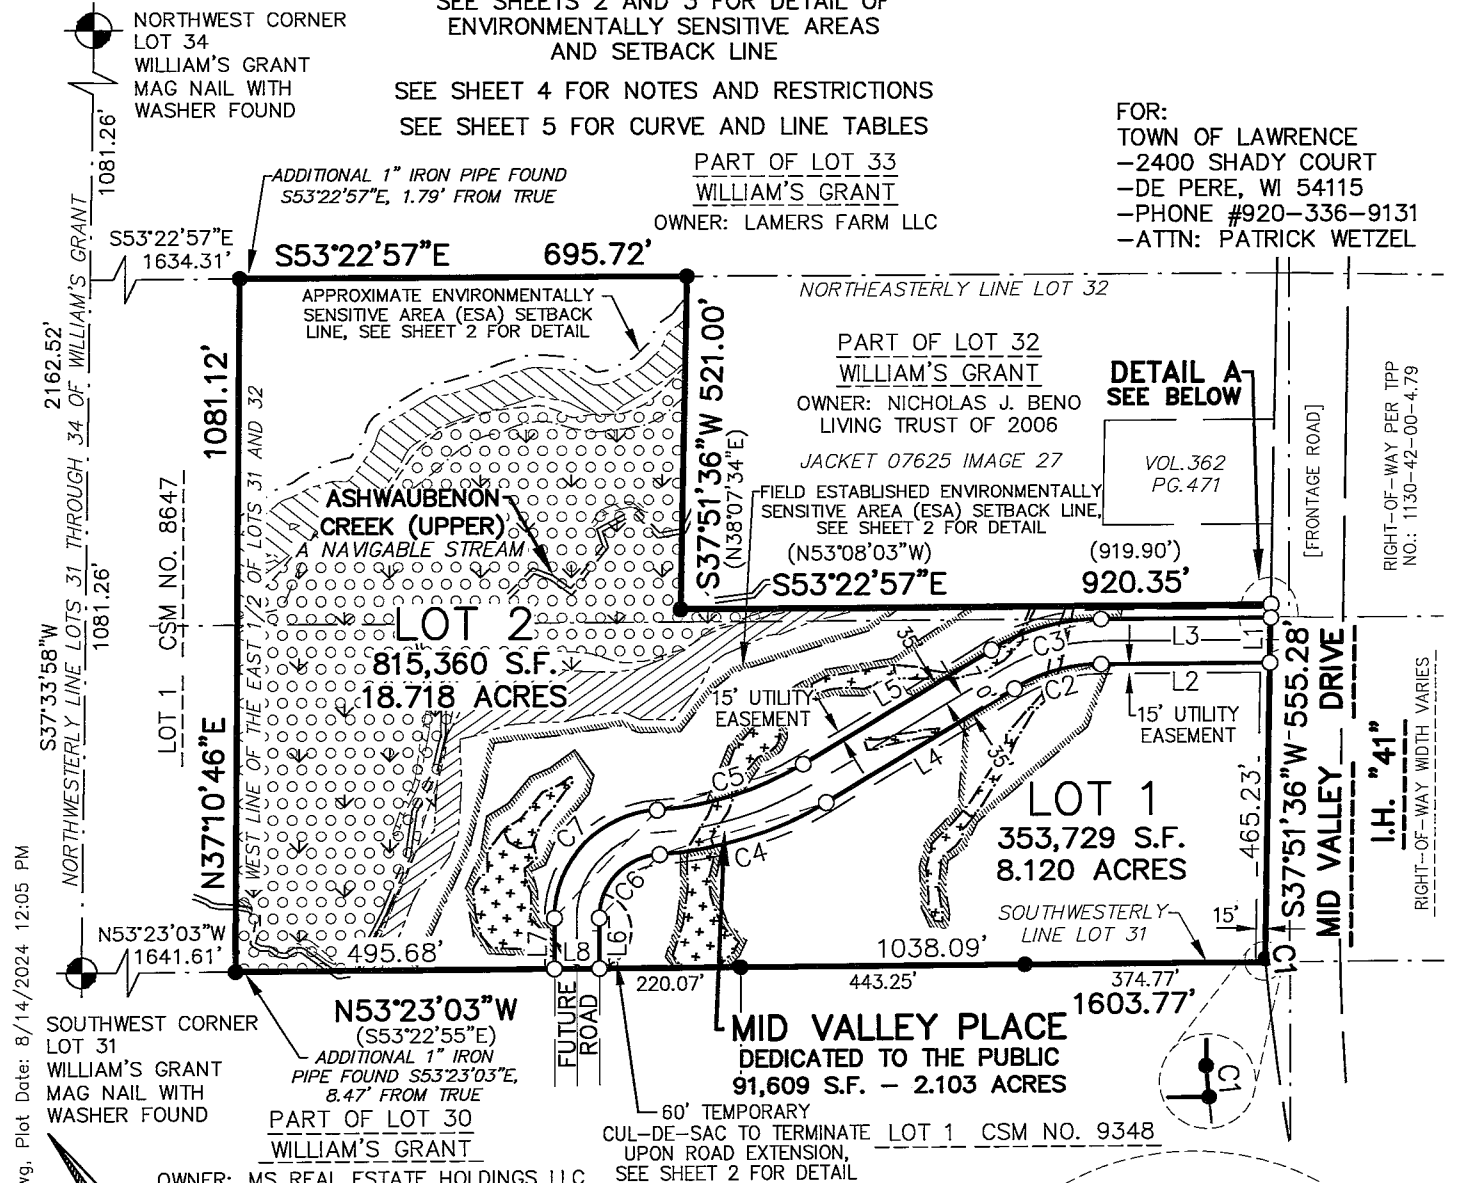 NORTHWEST CORNER
LOT 34
WILLIAM'S GRANT
MAG NAIL WITH
WASHER FOUND
SEE SHEETS 2 AND 3 FOR DETAIL OF
ENVIRONMENTALLY SENSITIVE AREAS
AND SETBACK LINE
SEE SHEET 4 FOR NOTES AND RESTRICTIONS
SEE SHEET 5 FOR CURVE AND LINE TABLES
FOR:
TOWN OF LAWRENCE
-2400 SHADY COURT
-DE PERE, WI 54115
-PHONE #920-336-9131
-ATTN: PATRICK WETZEL
1081.26'
ADDITIONAL 1" IRON PIPE FOUND
S53°22'57"E, 1.79' FROM TRUE
PART OF LOT 33
WILLIAM'S GRANT
OWNER: LAMERS FARM LLC
S53°22'57"E
1634.31'
S53°22'57"E 695.72'
NORTHEASTERLY LINE LOT 32
APPROXIMATE ENVIRONMENTALLY
SENSITIVE AREA (ESA) SETBACK
LINE, SEE SHEET 2 FOR DETAIL
PART OF LOT 32
WILLIAM'S GRANT
OWNER: NICHOLAS J. BENO
LIVING TRUST OF 2006
JACKET 07625 IMAGE 27
DETAIL A
SEE BELOW
VOL.362
PG.471
[FRONTAGE ROAD]
RIGHT-OF-WAY PER TPP
NO.: 1130-42-00-4.79
S37°51'36"W 521.00'
(N38°07'34"E)
FIELD ESTABLISHED ENVIRONMENTALLY
SENSITIVE AREA (ESA) SETBACK LINE,
SEE SHEET 2 FOR DETAIL
(N53°08'03"W) (919.90')
S53°22'57"E 920.35'
S37°33'58"W 2162.52'
NORTHWESTERLY LINE LOTS 31 THROUGH 34 OF WILLIAM'S GRANT
1081.26'
LOT 1 CSM NO. 8647
N37°10'46"E 1081.12'
WEST LINE OF THE EAST 1/2 OF LOTS 31 AND 32
ASHWAUBENON
CREEK (UPPER)
A NAVIGABLE STREAM
LOT 2
815,360 S.F.
18.718 ACRES
15' UTILITY
EASEMENT
35'
70'
35'
L5
C3
L3
L1
C2
L2
L4
C5
C4
C7
C6
L7
L8
L6
15' UTILITY
EASEMENT
LOT 1
353,729 S.F.
8.120 ACRES
465.23'
S37°51'36"W 555.28'
MID VALLEY DRIVE
I.H. "41"
RIGHT-OF-WAY WIDTH VARIES
SOUTHWESTERLY
LINE LOT 31
15'
C1
N53°23'03"W
1641.61'
495.68'
1038.09'
220.07'
443.25'
374.77'
1603.77'
N53°23'03"W
(S53°22'55"E)
ADDITIONAL 1" IRON
PIPE FOUND S53°23'03"E,
8.47' FROM TRUE
FUTURE
ROAD
MID VALLEY PLACE
DEDICATED TO THE PUBLIC
91,609 S.F. - 2.103 ACRES
C1
SOUTHWEST CORNER
LOT 31
WILLIAM'S GRANT
MAG NAIL WITH
WASHER FOUND
PART OF LOT 30
WILLIAM'S GRANT
OWNER: MS REAL ESTATE HOLDINGS LLC
60' TEMPORARY
CUL-DE-SAC TO TERMINATE
UPON ROAD EXTENSION,
SEE SHEET 2 FOR DETAIL
LOT 1 CSM NO. 9348
wg, Plot Date: 8/14/2024 12:05 PM